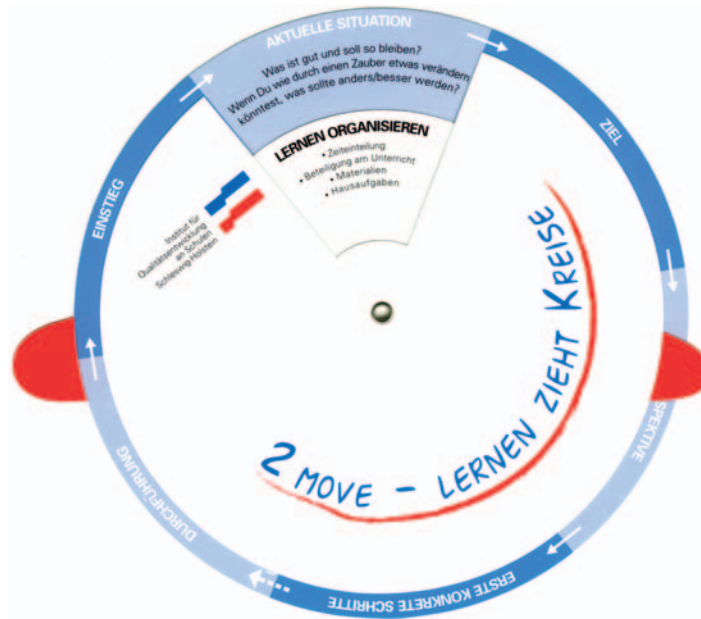 AKTUELLE SITUATION
Was ist gut und soll so bleiben?
Wenn Du wie durch einen Zauber etwas verändern
könntest, was sollte anders/besser werden?
LERNEN ORGANISIEREN
• Zeiteinteilung
• Beteiligung am Unterricht
• Materialien
• Hausaufgaben
ZIEL
SPEKTIVE
ERSTE KONKRETE SCHRITTE
DURCHFÜHRUNG
EINSTIEG
Institut für
Qualitätsentwicklung
an Schulen
Schleswig-Holstein
2 MOVE – LERNEN ZIEHT KREISE